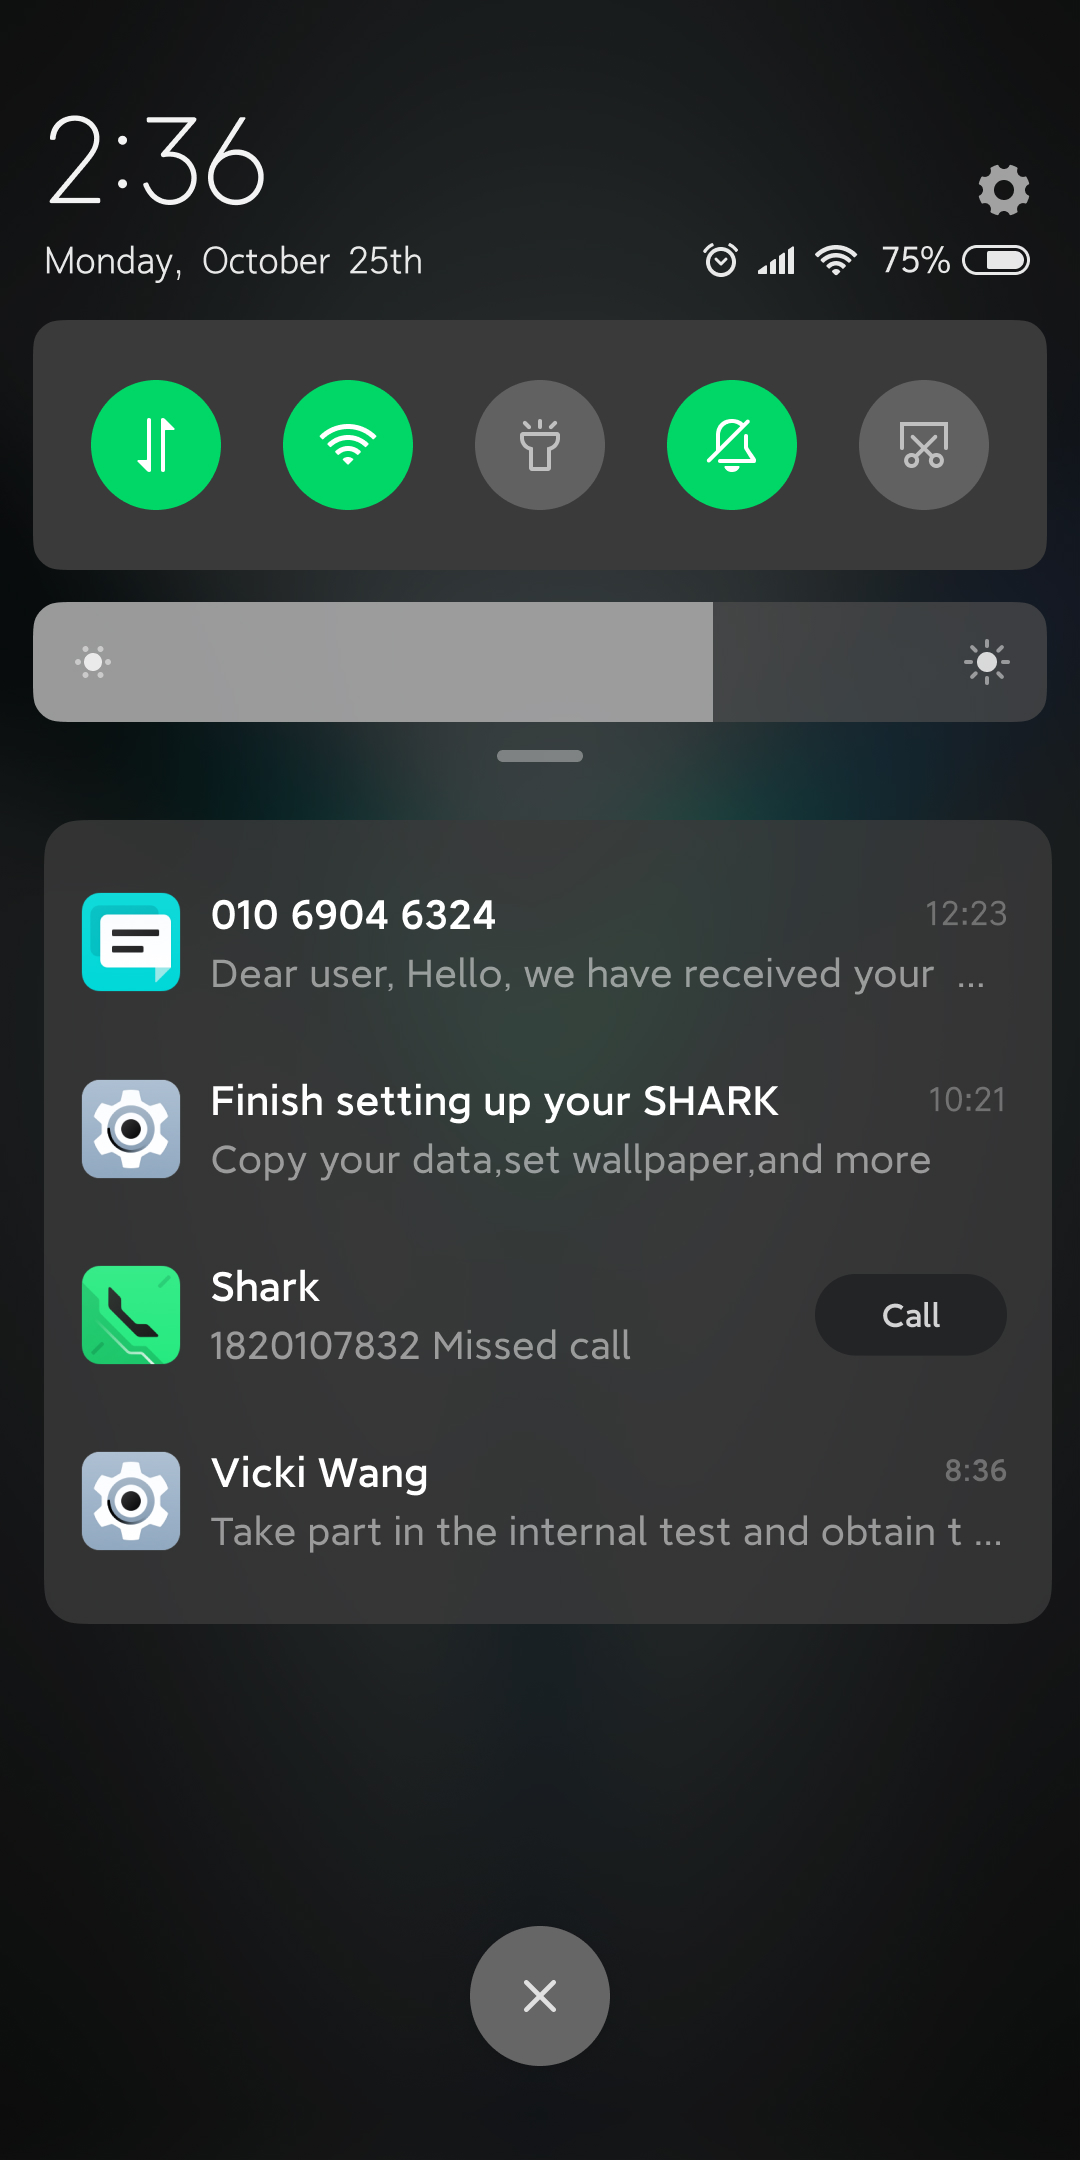 2:36
Monday, October 25th
75%
010 6904 6324
12:23
Dear user, Hello, we have received your ...
Finish setting up your SHARK
10:21
Copy your data,set wallpaper,and more
Shark
1820107832 Missed call
Call
Vicki Wang
8:36
Take part in the internal test and obtain t ...